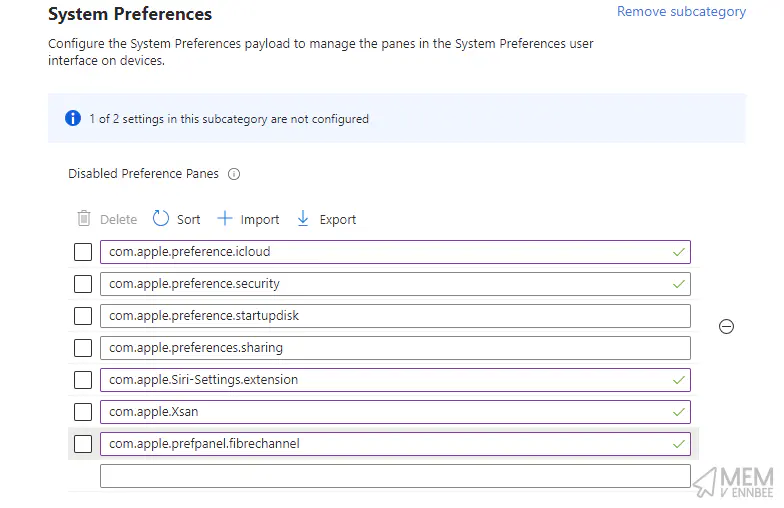 System Preferences
Remove subcategory
Configure the System Preferences payload to manage the panes in the System Preferences user
interface on devices.
1 of 2 settings in this subcategory are not configured
Disabled Preference Panes
Delete Sort Import Export
com.apple.preference.icloud
com.apple.preference.security
com.apple.preference.startupdisk
com.apple.preferences.sharing
com.apple.Siri-Settings.extension
com.apple.Xsan
com.apple.prefpanel.fibrechannel
MEM
V ENNBEE